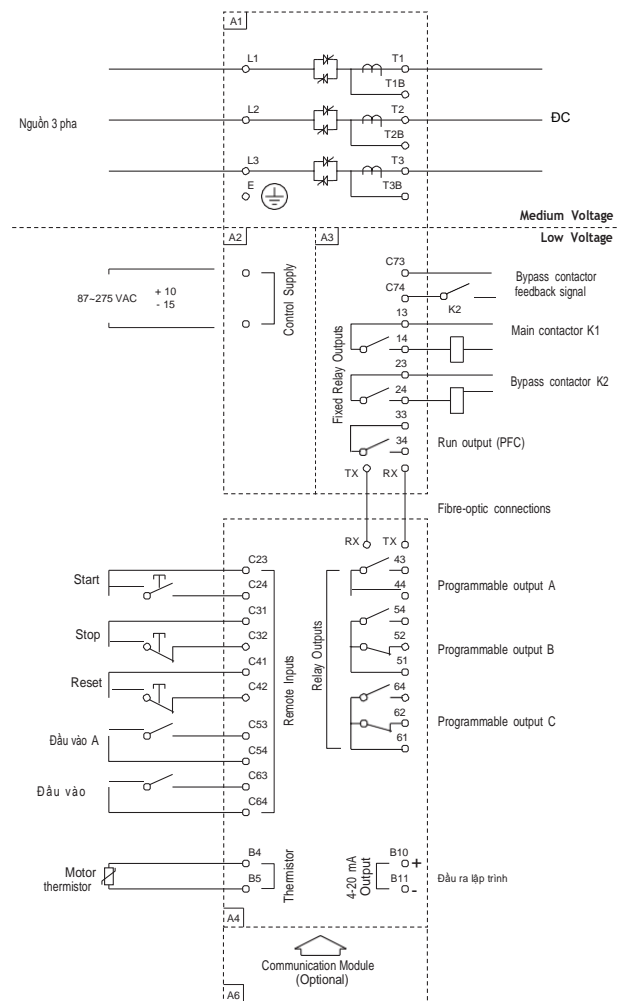 A1
L1
T1
T1B
L2
T2
Nguồn 3 pha
ĐC
T2B
L3
T3
E
T3B
Medium Voltage
Low Voltage
A2
A3
Control Supply
87~275 VAC
+ 10
- 15
C73
Bypass contactor
feedback signal
C74
K2
Fixed Relay Outputs
13
Main contactor K1
14
23
Bypass contactor K2
24
33
34
Run output (PFC)
TX
RX
Fibre-optic connections
RX
TX
C23
43
Start
C24
44
Programmable output A
C31
54
Stop
C32
52
Programmable output B
Remote Inputs
Relay Outputs
C41
51
Reset
C42
64
C53
62
Programmable output C
Đầu vào A
61
C54
C63
Đầu vào
C64
B4
B10
+
Motor
thermistor
Thermistor
4-20 mA
Output
B5
B11
-
Đầu ra lập trình
A4
Communication Module
(Optional)
A6